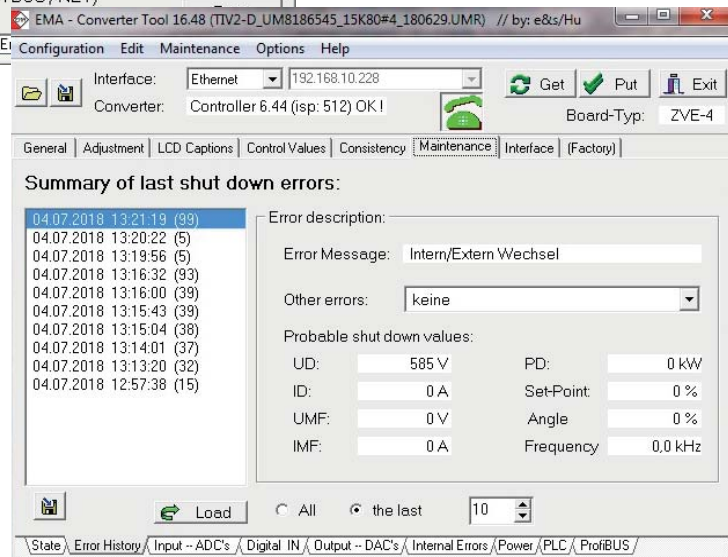 EMA - Converter Tool 16.48 (TIV2-D_UM8186545_15K80#4_180629.UMR) // by: e&s/Hu
Configuration Edit Maintenance Options Help
Interface: Ethernet 192.168.10.228 Get Put Exit
Converter: Controller 6.44 (isp: 512) OK ! Board-Typ: ZVE-4
General Adjustment LCD Captions Control Values Consistency Maintenance Interface (Factory)
Summary of last shut down errors:
04.07.2018 13:21:19 (99)
04.07.2018 13:20:22 (5)
04.07.2018 13:19:56 (5)
04.07.2018 13:16:32 (93)
04.07.2018 13:16:00 (39)
04.07.2018 13:15:43 (39)
04.07.2018 13:15:04 (38)
04.07.2018 13:14:01 (37)
04.07.2018 13:13:20 (32)
04.07.2018 12:57:38 (15)
Error description:
Error Message: Intern/Extern Wechsel
Other errors: keine
Probable shut down values:
UD: 585 V PD: 0 kW
ID: 0 A Set-Point: 0 %
UMF: 0 V Angle 0 %
IMF: 0 A Frequency 0,0 kHz
Load All the last 10
State Error History Input -- ADC's Digital IN Output -- DAC's Internal Errors Power PLC ProfiBUS